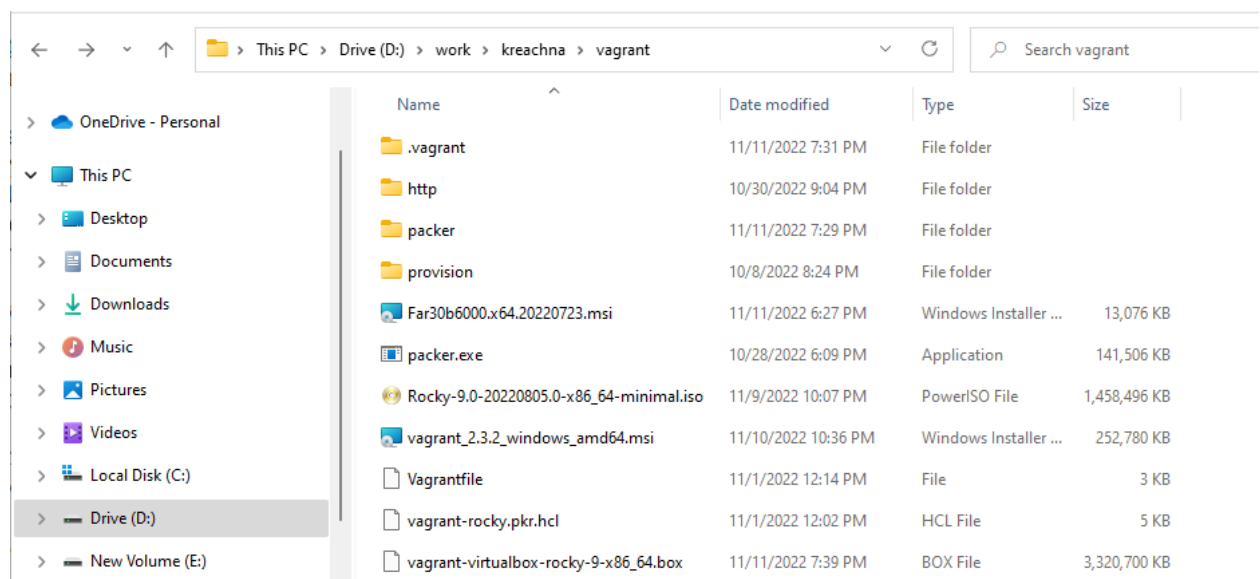 This PC > Drive (D:) > work > kreachna > vagrant
Search vagrant
OneDrive - Personal
This PC
Desktop
Documents
Downloads
Music
Pictures
Videos
Local Disk (C:)
Drive (D:)
New Volume (E:)
Name Date modified Type Size
.vagrant 11/11/2022 7:31 PM File folder
http 10/30/2022 9:04 PM File folder
packer 11/11/2022 7:29 PM File folder
provision 10/8/2022 8:24 PM File folder
Far30b6000.x64.20220723.msi 11/11/2022 6:27 PM Windows Installer ... 13,076 KB
packer.exe 10/28/2022 6:09 PM Application 141,506 KB
Rocky-9.0-20220805.0-x86_64-minimal.iso 11/9/2022 10:07 PM PowerISO File 1,458,496 KB
vagrant_2.3.2_windows_amd64.msi 11/10/2022 10:36 PM Windows Installer ... 252,780 KB
Vagrantfile 11/1/2022 12:14 PM File 3 KB
vagrant-rocky.pkr.hcl 11/1/2022 12:02 PM HCL File 5 KB
vagrant-virtualbox-rocky-9-x86_64.box 11/11/2022 7:39 PM BOX File 3,320,700 KB